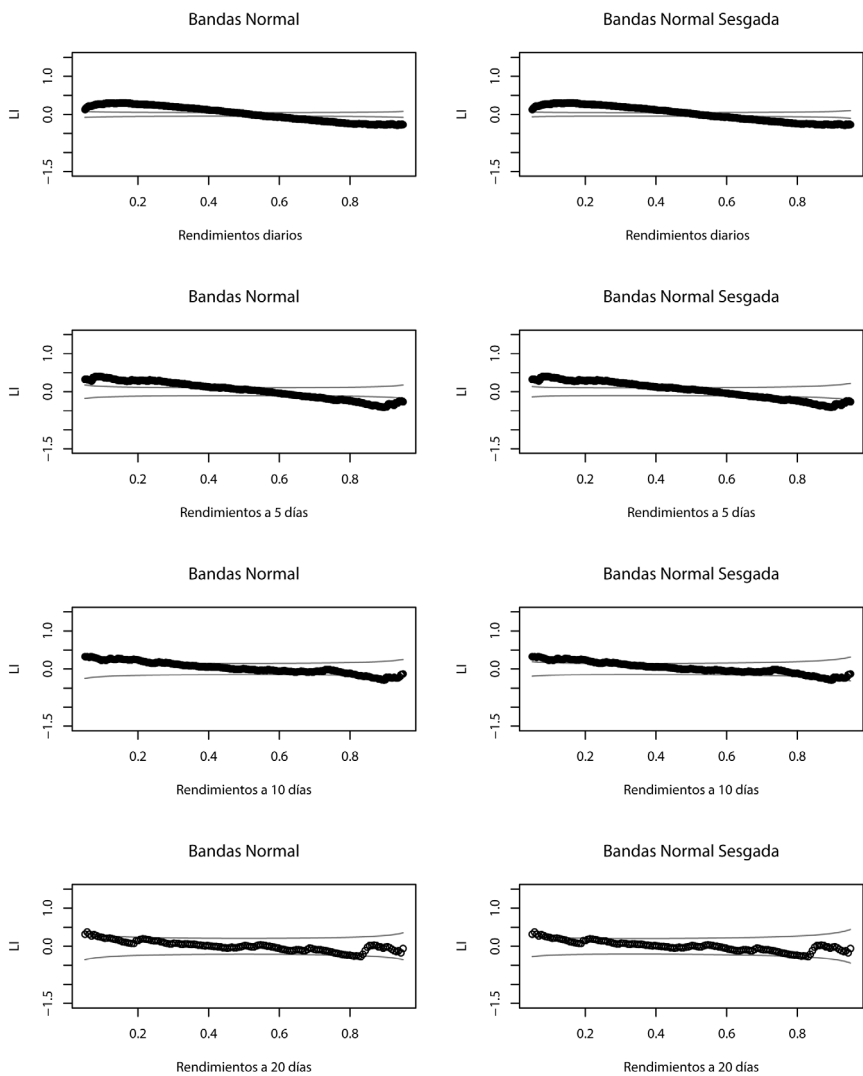 Bandas Normal
Bandas Normal Sesgada
LI
1.0
0.0
−1.5
0.2 0.4 0.6 0.8
Rendimientos diarios
LI
1.0
0.0
−1.5
0.2 0.4 0.6 0.8
Rendimientos diarios
Bandas Normal
Bandas Normal Sesgada
LI
1.0
0.0
−1.5
0.2 0.4 0.6 0.8
Rendimientos a 5 días
LI
1.0
0.0
−1.5
0.2 0.4 0.6 0.8
Rendimientos a 5 días
Bandas Normal
Bandas Normal Sesgada
LI
1.0
0.0
−1.5
0.2 0.4 0.6 0.8
Rendimientos a 10 días
LI
1.0
0.0
−1.5
0.2 0.4 0.6 0.8
Rendimientos a 10 días
Bandas Normal
Bandas Normal Sesgada
LI
1.0
0.0
−1.5
0.2 0.4 0.6 0.8
Rendimientos a 20 días
LI
1.0
0.0
−1.5
0.2 0.4 0.6 0.8
Rendimientos a 20 días